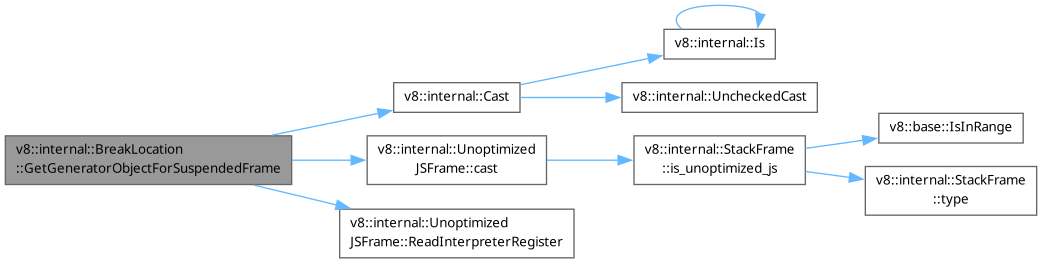 v8::internal::BreakLocation
::GetGeneratorObjectForSuspendedFrame
v8::internal::Cast
v8::internal::Is
v8::internal::UncheckedCast
v8::internal::Unoptimized
JSFrame::cast
v8::internal::StackFrame
::is_unoptimized_js
v8::base::IsInRange
v8::internal::StackFrame
::type
v8::internal::Unoptimized
JSFrame::ReadInterpreterRegister